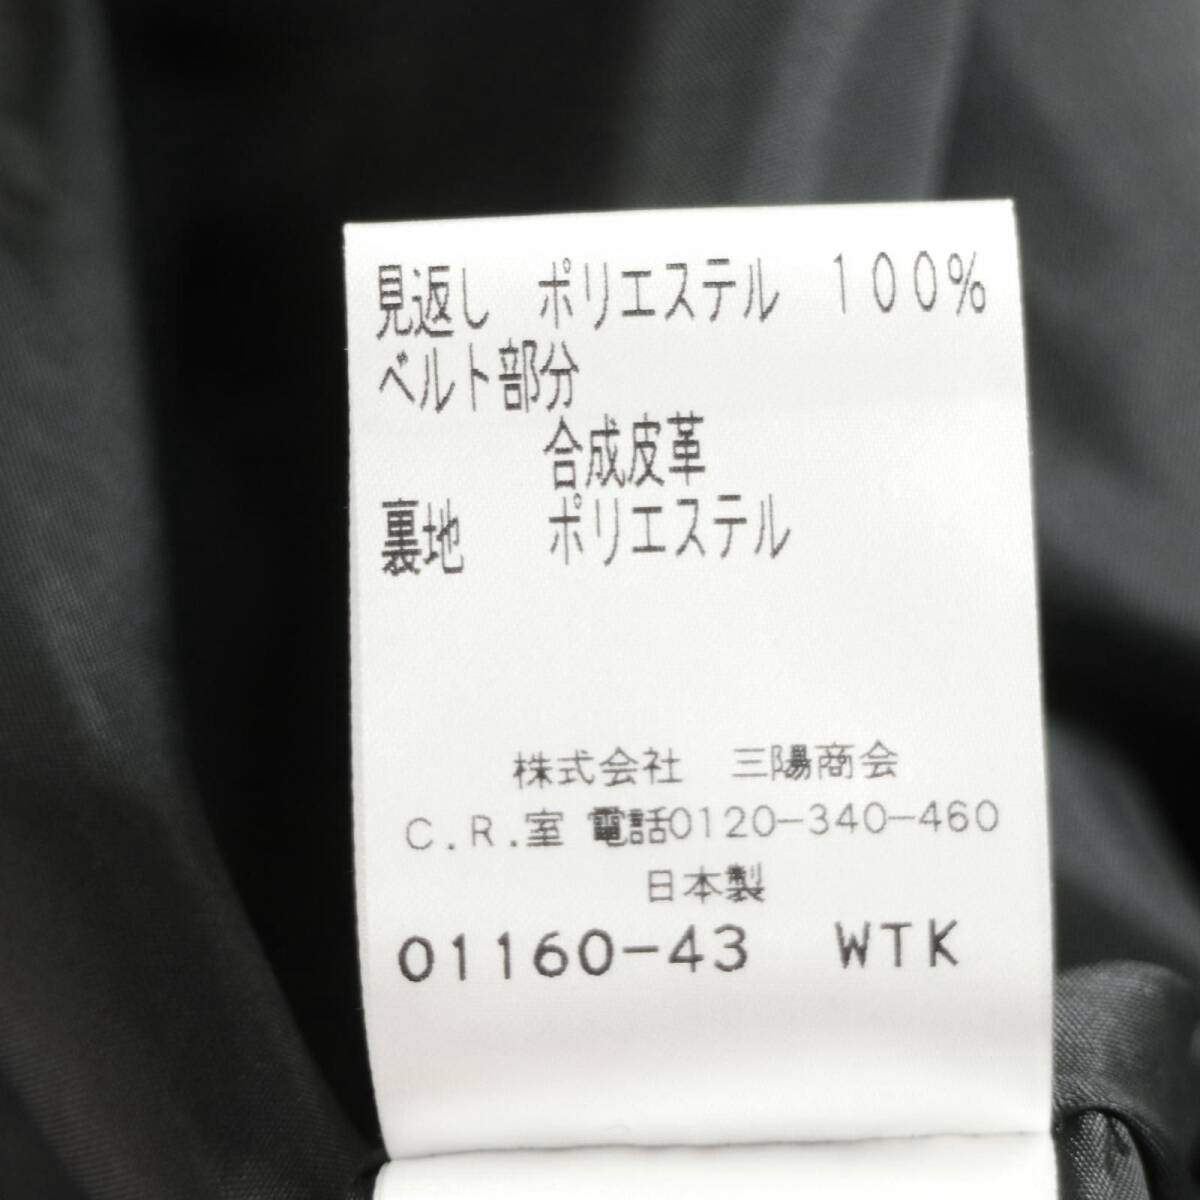 見返し ポリエステル 100%
ベルト部分
合成皮革
裏地 ポリエステル
株式会社 三陽商会
C.R.室 電話0120-340-460
日本製
01160-43 WTK